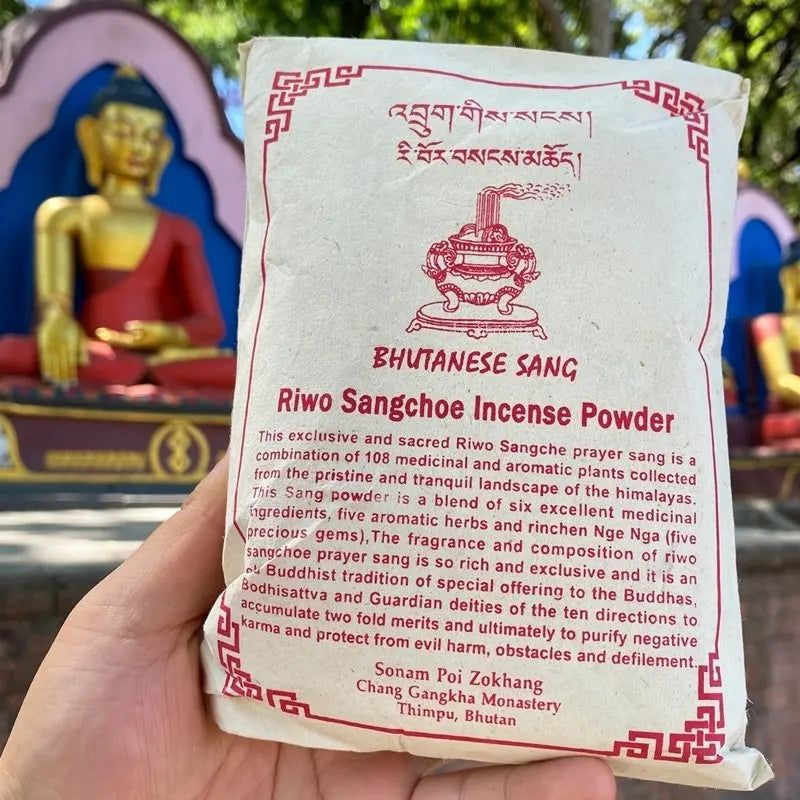 འབྲུག་གིས་སངས།
རི་བོར་བསངས་མཆོད།
BHUTANESE SANG
Riwo Sangchoe Incense Powder
This exclusive and sacred Riwo Sangche prayer sang is a
combination of 108 medicinal and aromatic plants collected
from the pristine and tranquil landscape of the himalayas.
This Sang powder is a blend of six excellent medicinal
ingredients, five aromatic herbs and rinchen Nge Nga (five
precious gems),The fragrance and composition of riwo
sangchoe prayer sang is so rich and exclusive and it is an
Buddhist tradition of special offering to the Buddhas,
Bodhisattva and Guardian deities of the ten directions to
accumulate two fold merits and ultimately to purify negative
karma and protect from evil harm, obstacles and defilement.
Sonam Poi Zokhang
Chang Gangkha Monastery
Thimpu, Bhutan